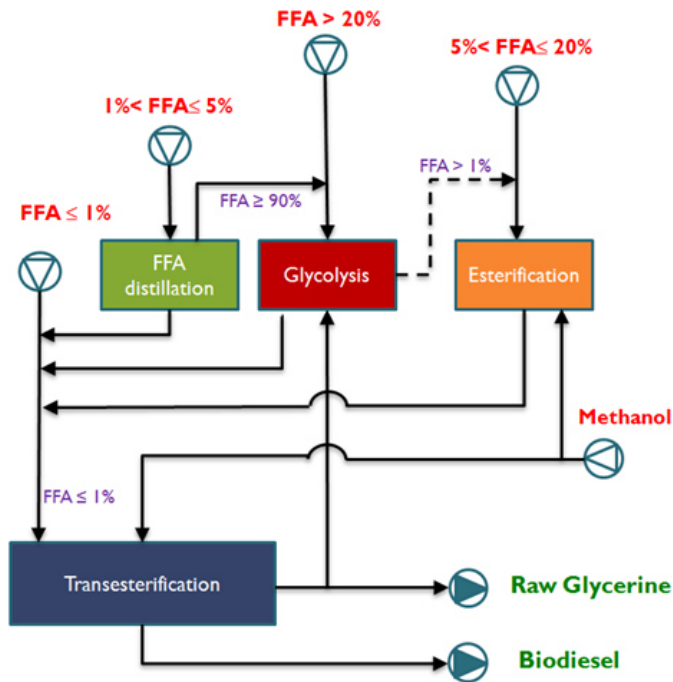 FFA > 20%
5%< FFA≤ 20%
1%< FFA≤ 5%
FFA > 1%
FFA ≥ 90%
FFA ≤ 1%
FFA
distillation
Glycolysis
Esterification
Methanol
FFA ≤ 1%
Transesterification
Raw Glycerine
Biodiesel